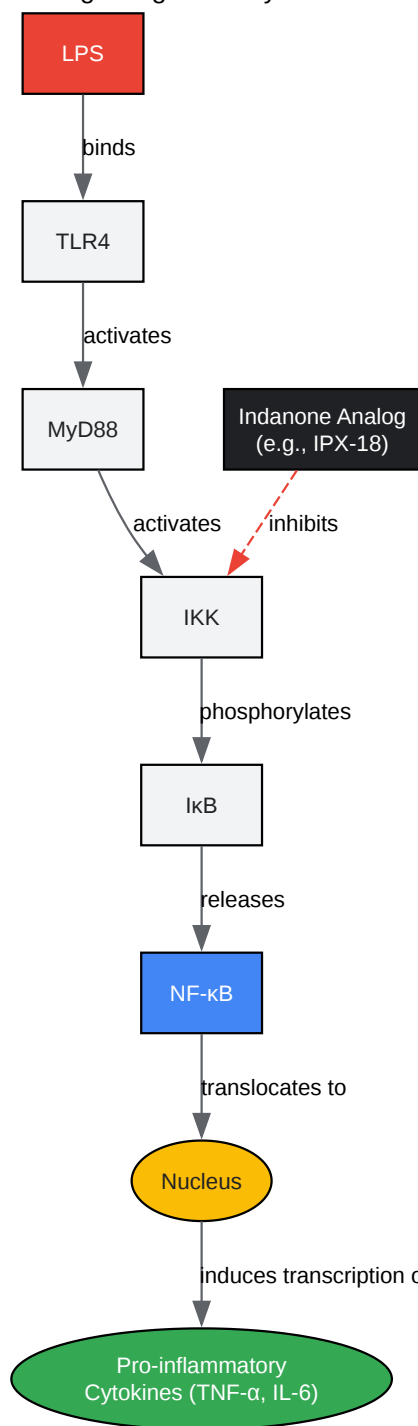 LPS
binds
TLR4
activates
MyD88
Indanone Analog
(e.g., IPX-18)
activates
inhibits
IKK
phosphorylates
IκB
releases
NF-κB
translocates to
Nucleus
induces transcription
Pro-inflammatory
Cytokines (TNF-α, IL-6)